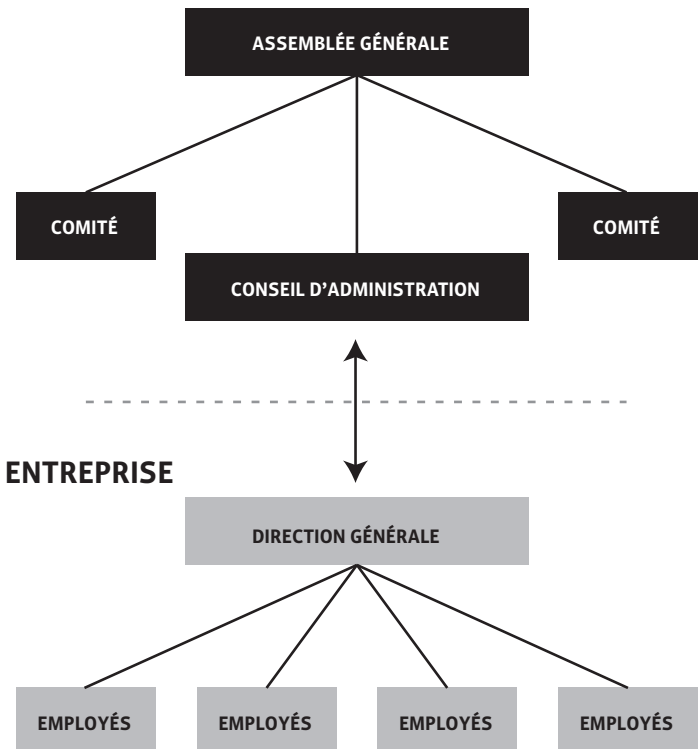 ASSEMBLÉE GÉNÉRALE
COMITÉ
COMITÉ
CONSEIL D’ADMINISTRATION
ENTREPRISE
DIRECTION GÉNÉRALE
EMPLOYÉS
EMPLOYÉS
EMPLOYÉS
EMPLOYÉS